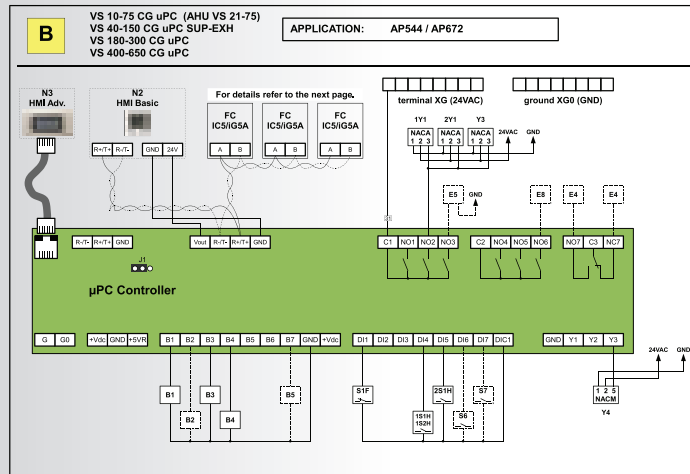 B
VS 10-75 CG uPC (AHU VS 21-75)
VS 40-150 CG uPC SUP-EXH
VS 180-300 CG uPC
VS 400-650 CG uPC
APPLICATION: AP544 / AP672
N3
HMI Adv.
N2
HMI Basic
R+/T+ R-/T- GND 24V
For details refer to the next page.
FC
IC5/iG5A
A B
FC
IC5/iG5A
A B
FC
IC5/iG5A
A B
terminal XG (24VAC)
ground XG0 (GND)
1Y1 2Y1 Y3
NACA NACA NACA
1 2 3 1 2 3 1 2 3
24VAC GND
E5 GND E8 E4 E4
R-/T- R+/T+ GND
Vout R-/T- R+/T+ GND
C1 NO1 NO2 NO3
C2 NO4 NO5 NO6
NO7 C3 NC7
J1
µPC Controller
G G0
+Vdc GND +5VR
B1 B2 B3 B4 B5 B6 B7 GND +Vdc
DI1 DI2 DI3 DI4 DI5 DI6 DI7 DIC1
GND Y1 Y2 Y3
24VAC GND
B1 B2 B3 B4 B5
S1F
1S1H
1S2H
2S1H
S6
S7
1 2 5
NACM
Y4